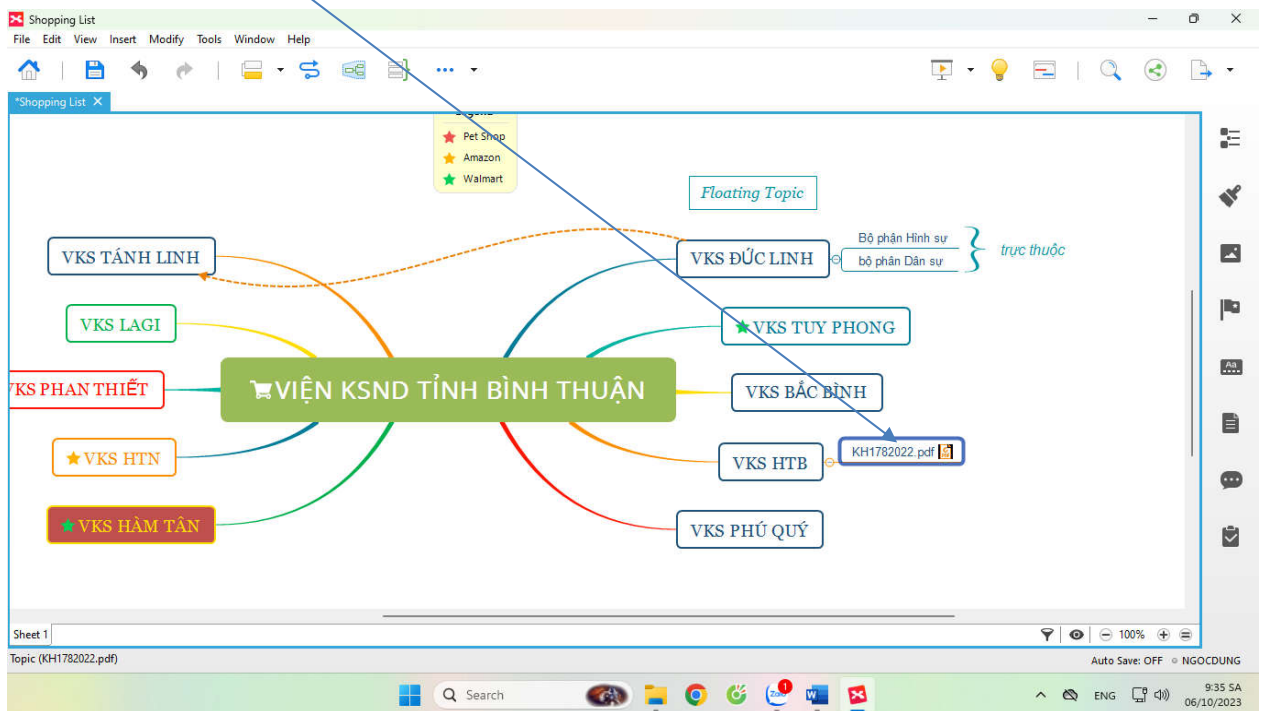 Shopping List
File Edit View Insert Modify Tools Window Help
*Shopping List
Pet Shop
Amazon
Walmart
Floating Topic
VKS TÁNH LINH
VKS ĐỨC LINH
Bộ phận Hình sự
bộ phân Dân sự
trực thuộc
VKS LAGI
VKS TUY PHONG
VKS PHAN THIẾT
VIỆN KSND TỈNH BÌNH THUẬN
VKS BẮC BÌNH
VKS HTN
VKS HTB
KH1782022.pdf
VKS HÀM TÂN
VKS PHÚ QUÝ
Sheet 1
100%
Topic (KH1782022.pdf)
Auto Save: OFF
NGOCDUNG
Search
Zalo
1
ENG
9:35 SA
06/10/2023